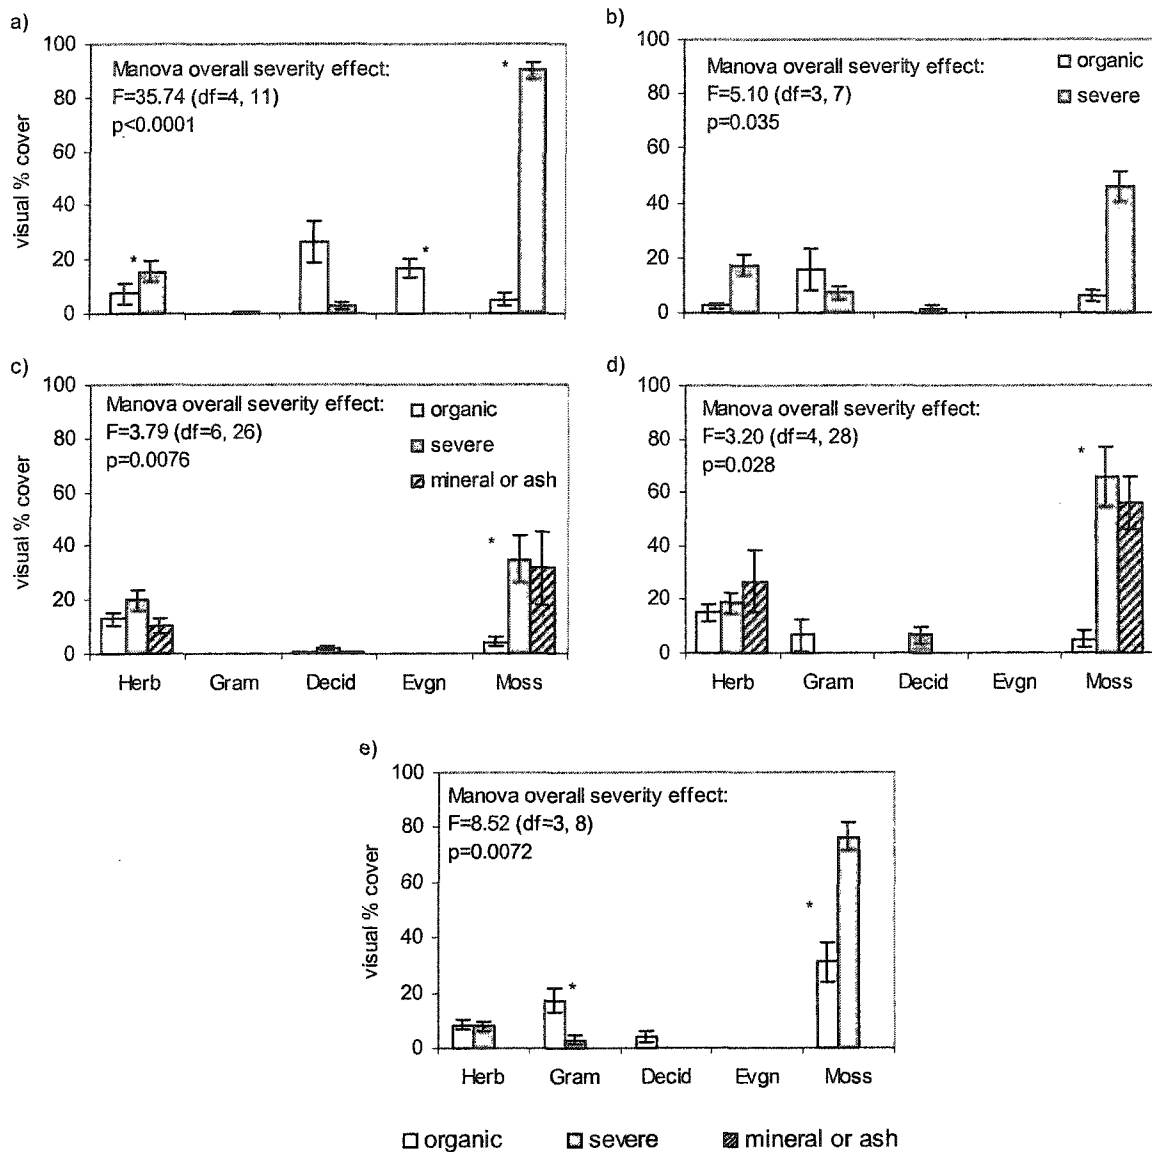 a)
100
80
60
40
20
0
visual % cover
Manova overall severity effect:
F=35.74 (df=4, 11)
p<0.0001
*
*
*
b)
100
80
60
40
20
0
Manova overall severity effect:
F=5.10 (df=3, 7)
p=0.035
organic
severe
c)
100
80
60
40
20
0
visual % cover
Manova overall severity effect:
F=3.79 (df=6, 26)
p=0.0076
organic
severe
mineral or ash
*
Herb Gram Decid Evgn Moss
d)
100
80
60
40
20
0
Manova overall severity effect:
F=3.20 (df=4, 28)
p=0.028
*
Herb Gram Decid Evgn Moss
e)
100
80
60
40
20
0
visual % cover
Manova overall severity effect:
F=8.52 (df=3, 8)
p=0.0072
*
*
Herb Gram Decid Evgn Moss
organic severe mineral or ash